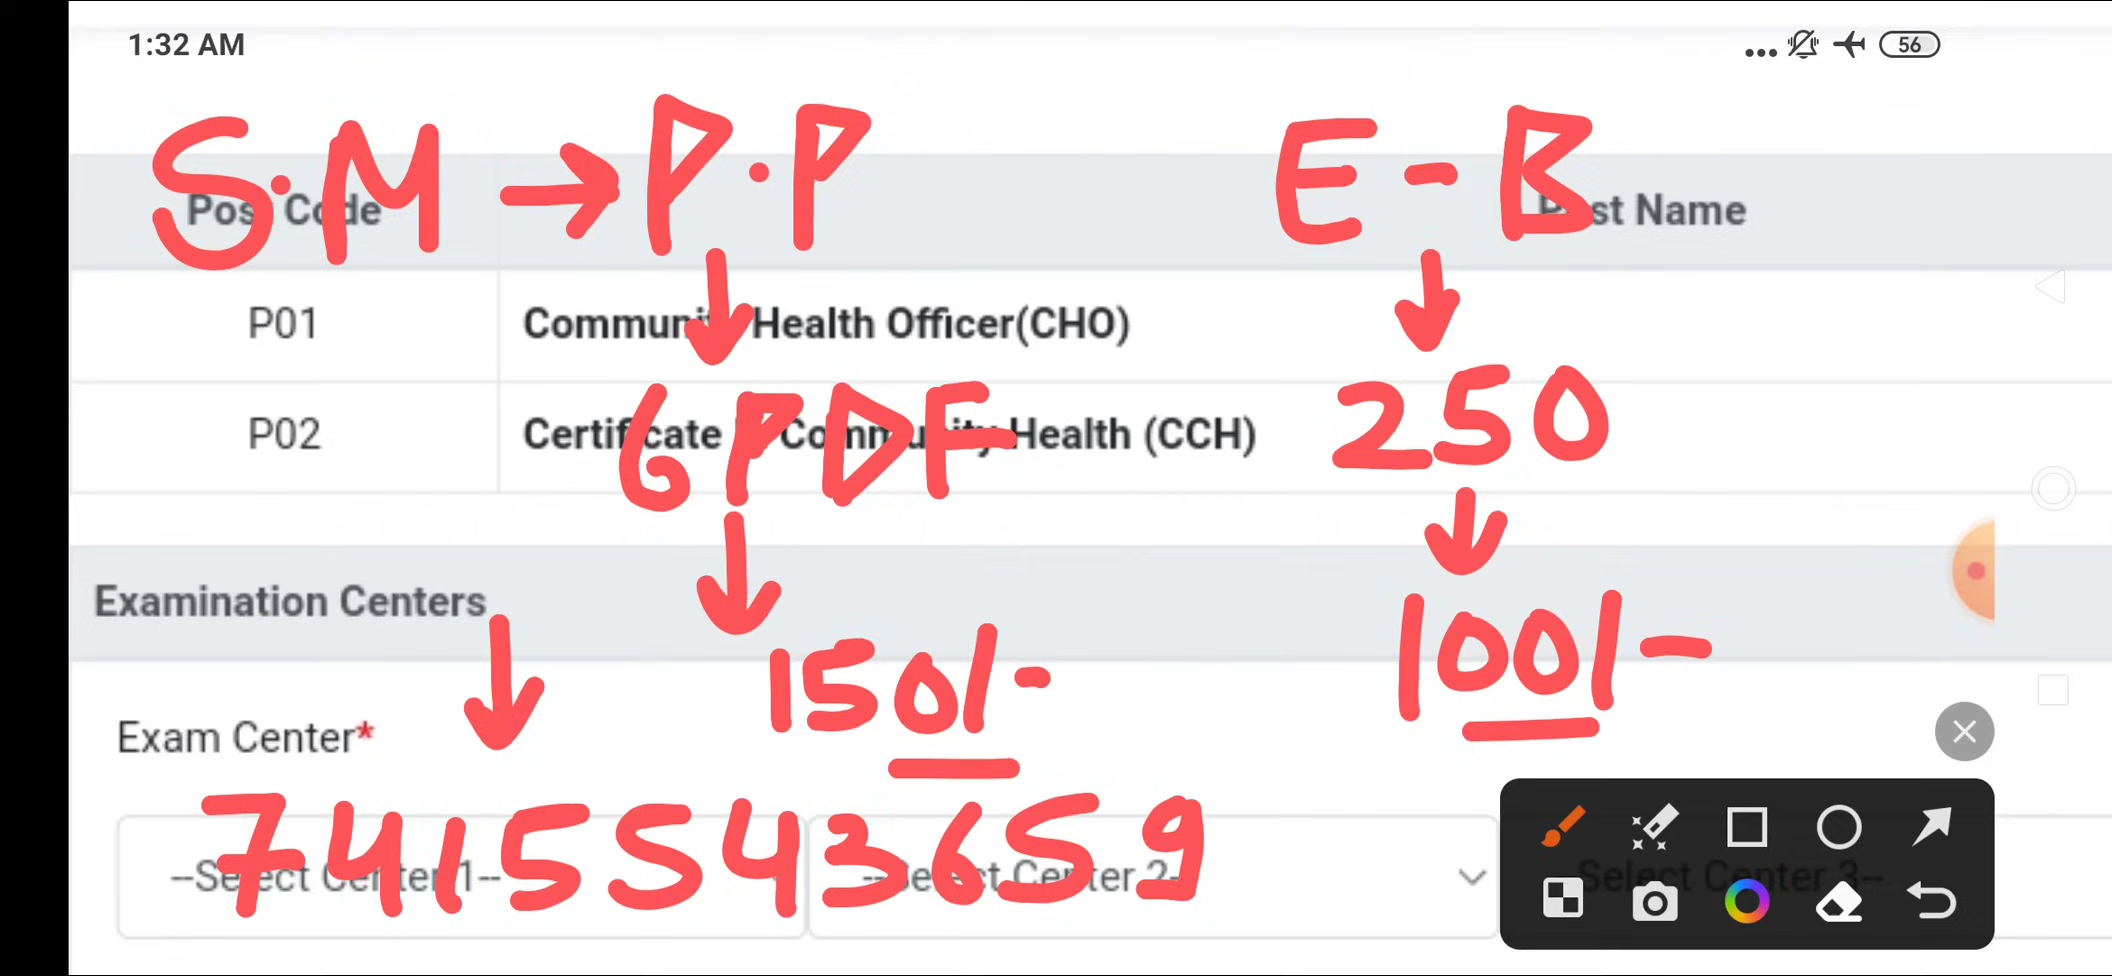 1:32 AM
56
S.M → P.P
E-B
Post Code
Post Name
P01
Community Health Officer(CHO)
P02
Certificate Community Health (CCH)
6 PDF
250
Examination Centers
150/-
100/-
Exam Center*
7415543659
--Select Center 1--
--Select Center 2--
Select Center 3--